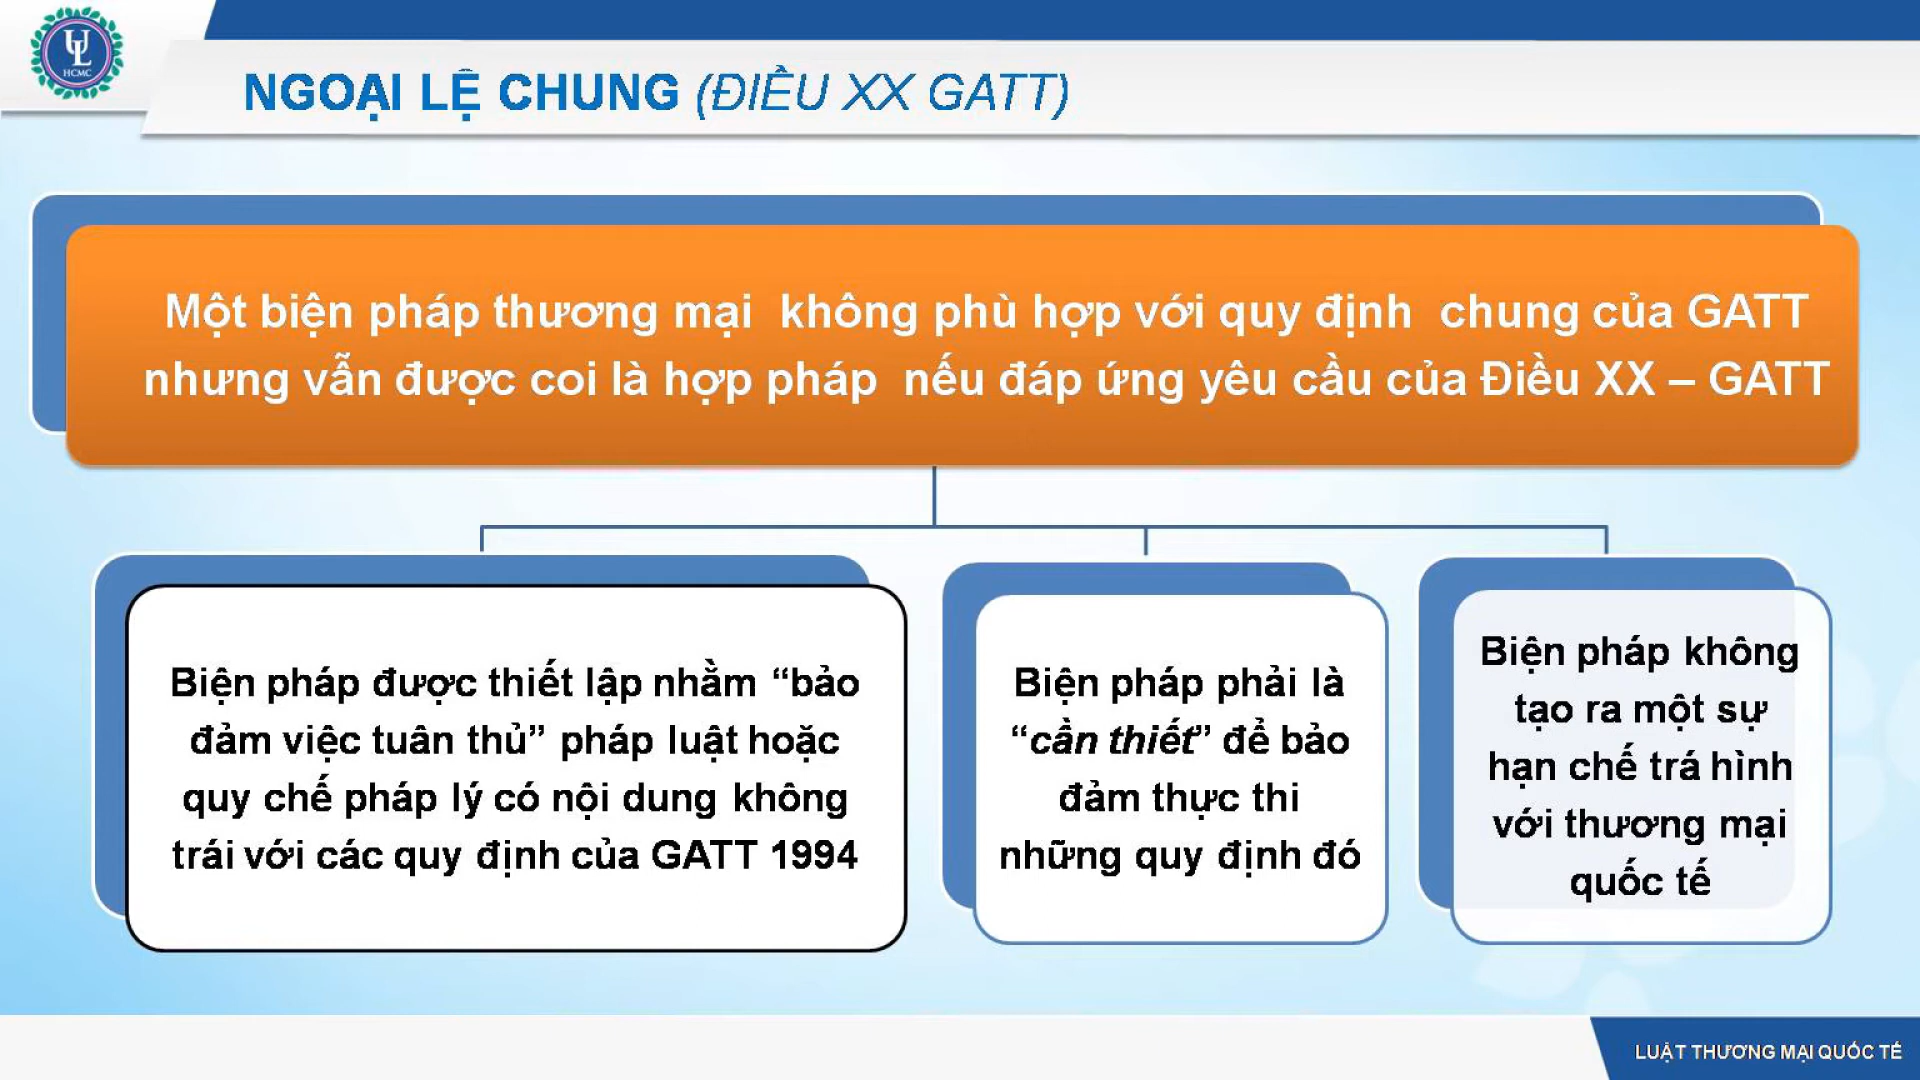 UL
HCMC
NGOẠI LỆ CHUNG (ĐIỀU XX GATT)
Một biện pháp thương mại không phù hợp với quy định chung của GATT
nhưng vẫn được coi là hợp pháp nếu đáp ứng yêu cầu của Điều XX – GATT
Biện pháp được thiết lập nhằm “bảo
đảm việc tuân thủ” pháp luật hoặc
quy chế pháp lý có nội dung không
trái với các quy định của GATT 1994
Biện pháp phải là
“cần thiết” để bảo
đảm thực thi
những quy định đó
Biện pháp không
tạo ra một sự
hạn chế trá hình
với thương mại
quốc tế
LUẬT THƯƠNG MẠI QUỐC TẾ